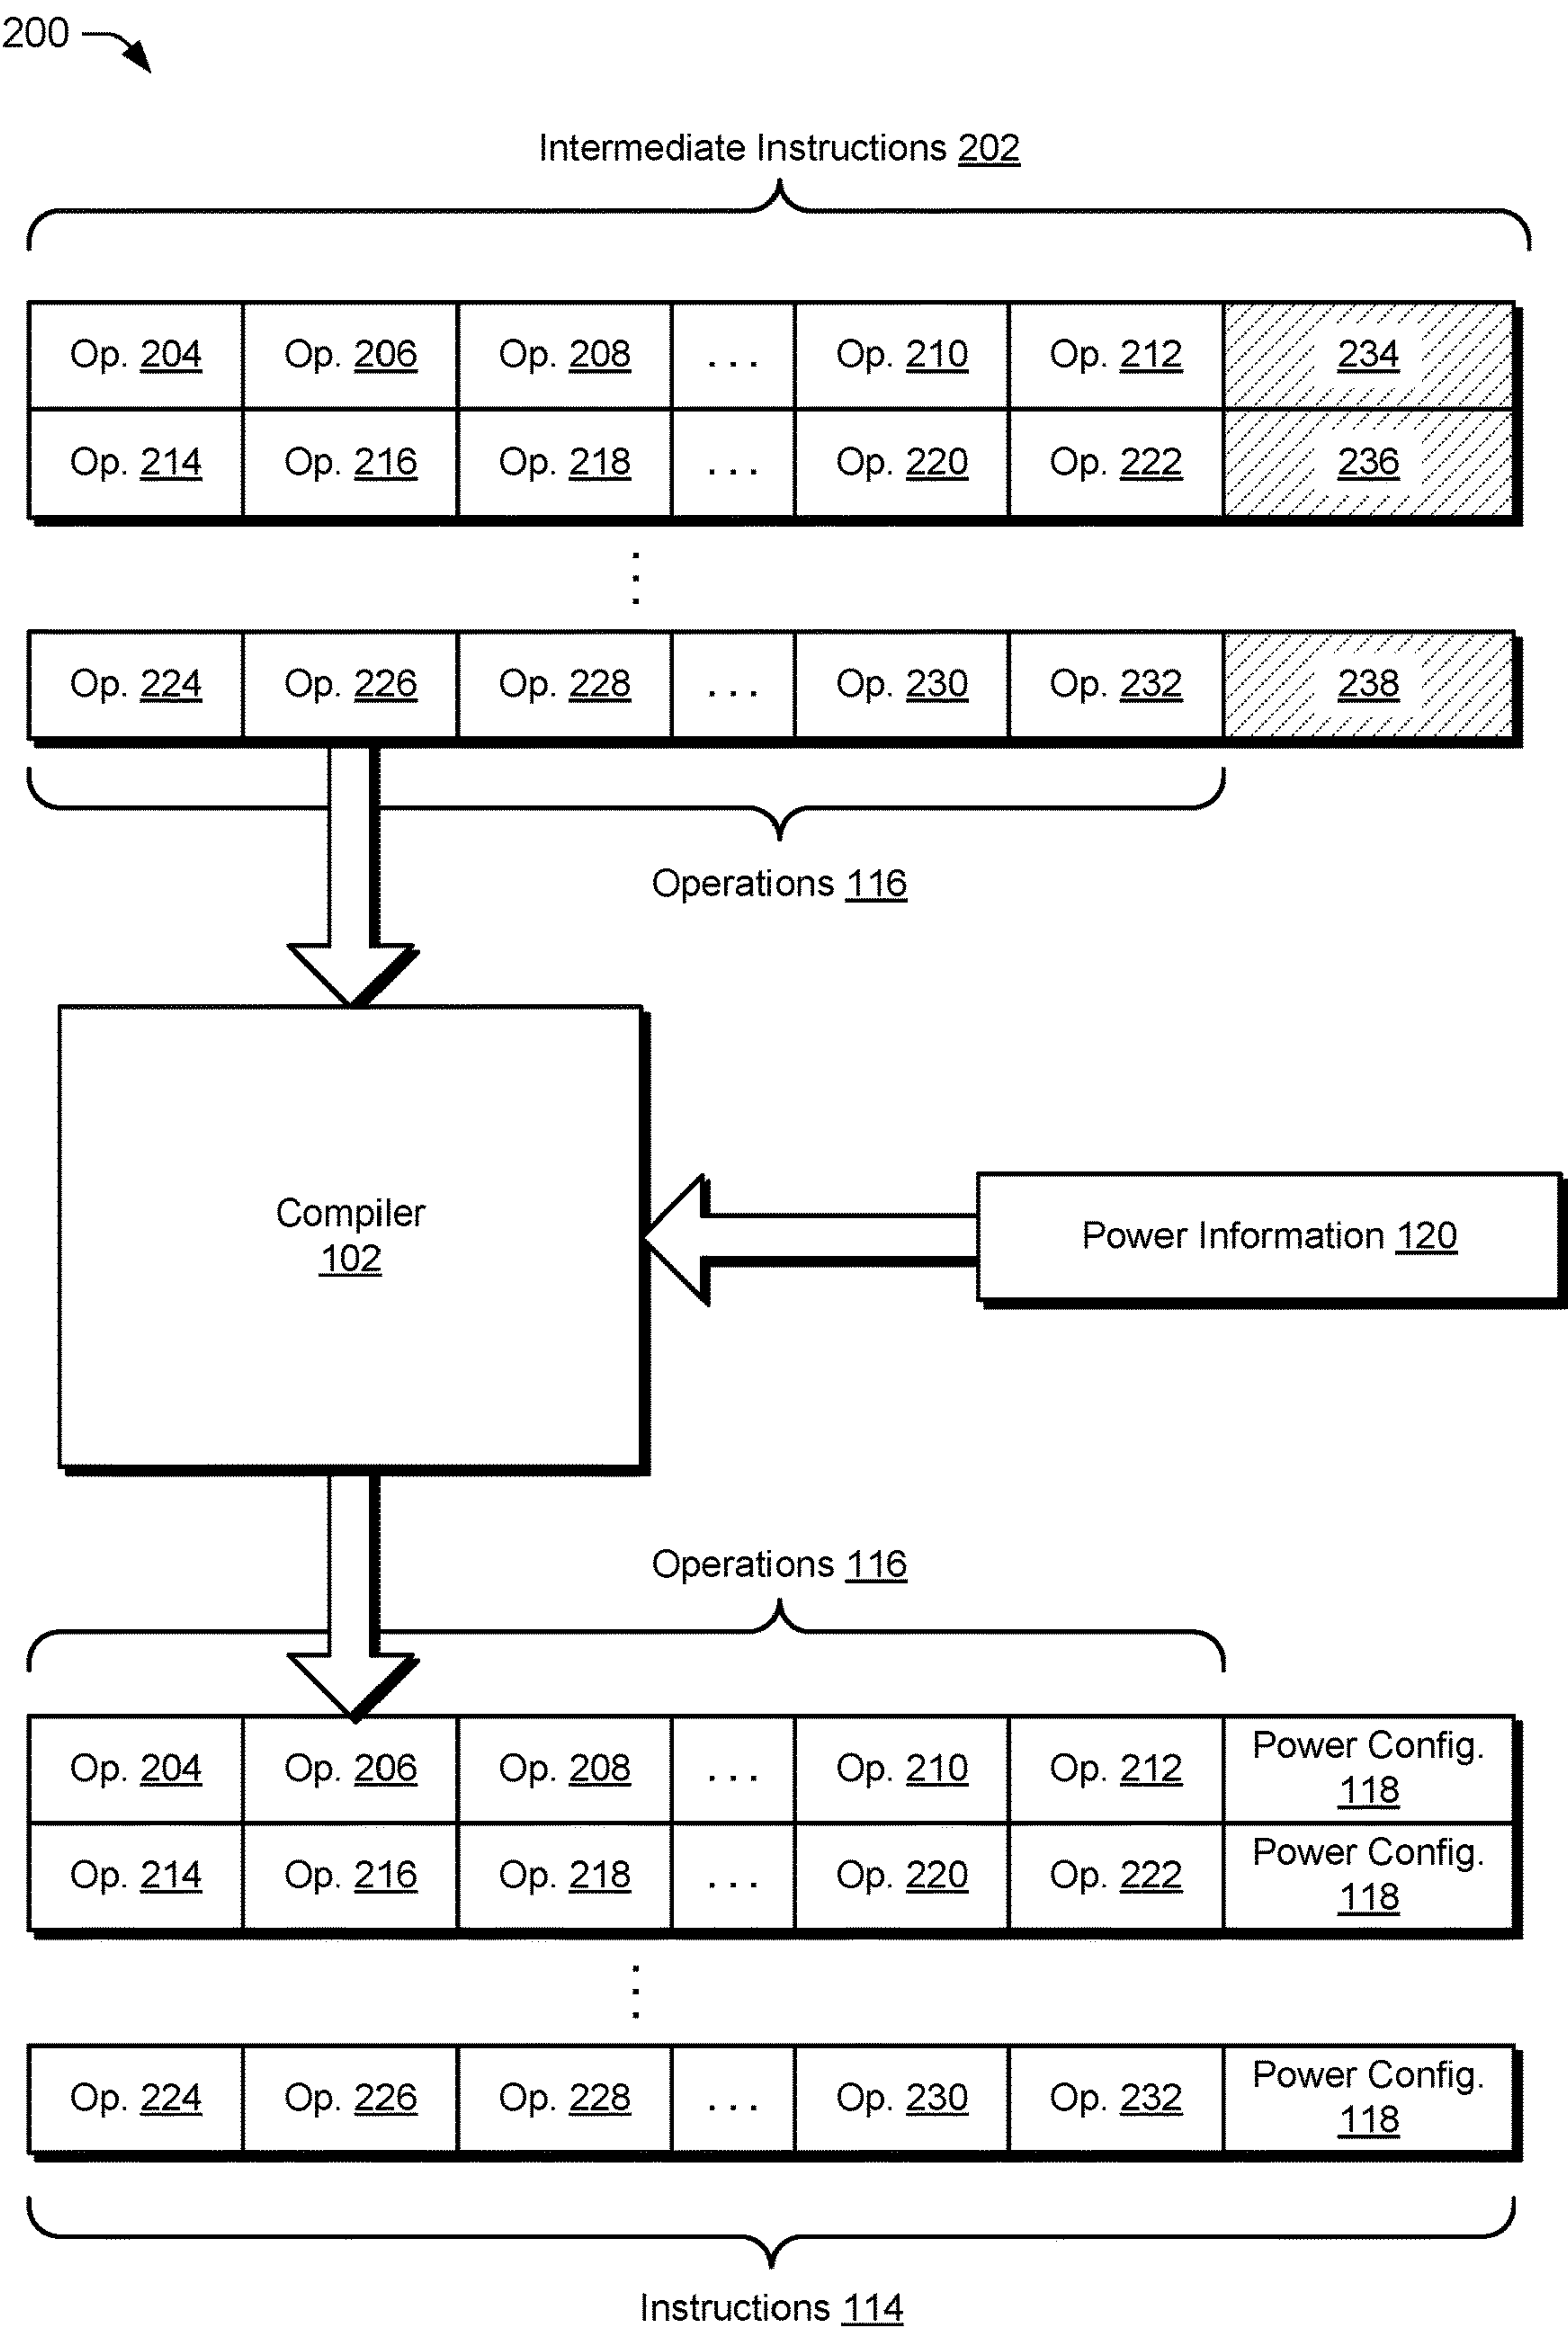 200
Intermediate Instructions 202
Op. 204 Op. 206 Op. 208 . . . Op. 210 Op. 212 234
Op. 214 Op. 216 Op. 218 . . . Op. 220 Op. 222 236
Op. 224 Op. 226 Op. 228 . . . Op. 230 Op. 232 238
Operations 116
Compiler
102
Power Information 120
Operations 116
Op. 204 Op. 206 Op. 208 . . . Op. 210 Op. 212 Power Config.
118
Op. 214 Op. 216 Op. 218 . . . Op. 220 Op. 222 Power Config.
118
Op. 224 Op. 226 Op. 228 . . . Op. 230 Op. 232 Power Config.
118
Instructions 114